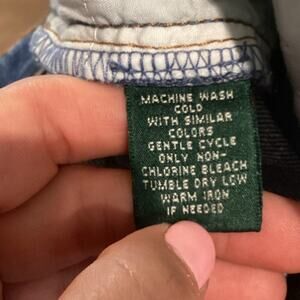 MACHINE WASH
COLD
WITH SIMILAR
COLORS
GENTLE CYCLE
ONLY NON-
CHLORINE BLEACH
TUMBLE DRY LOW
WARM IRON
IF NEEDED